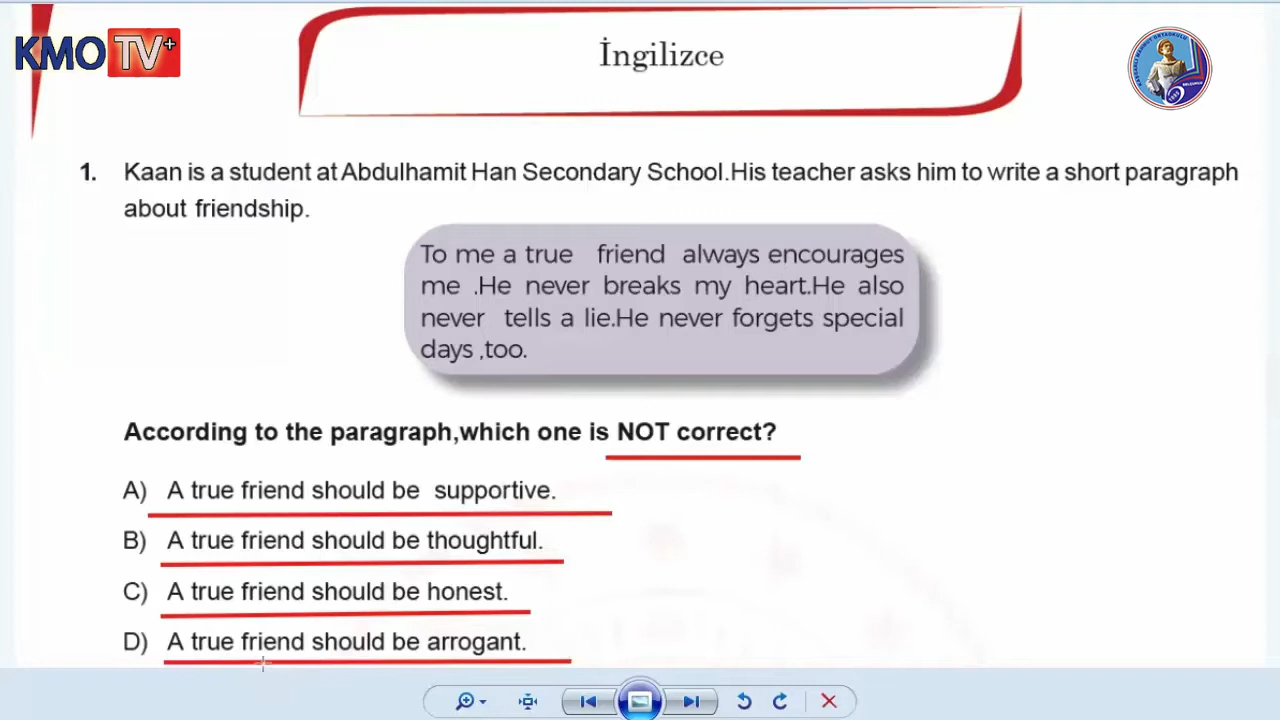 KMO TV+
İngilizce
1. Kaan is a student at Abdulhamit Han Secondary School.His teacher asks him to write a short paragraph
about friendship.
To me a true friend always encourages
me .He never breaks my heart.He also
never tells a lie.He never forgets special
days ,too.
According to the paragraph,which one is NOT correct?
A) A true friend should be supportive.
B) A true friend should be thoughtful.
C) A true friend should be honest.
D) A true friend should be arrogant.